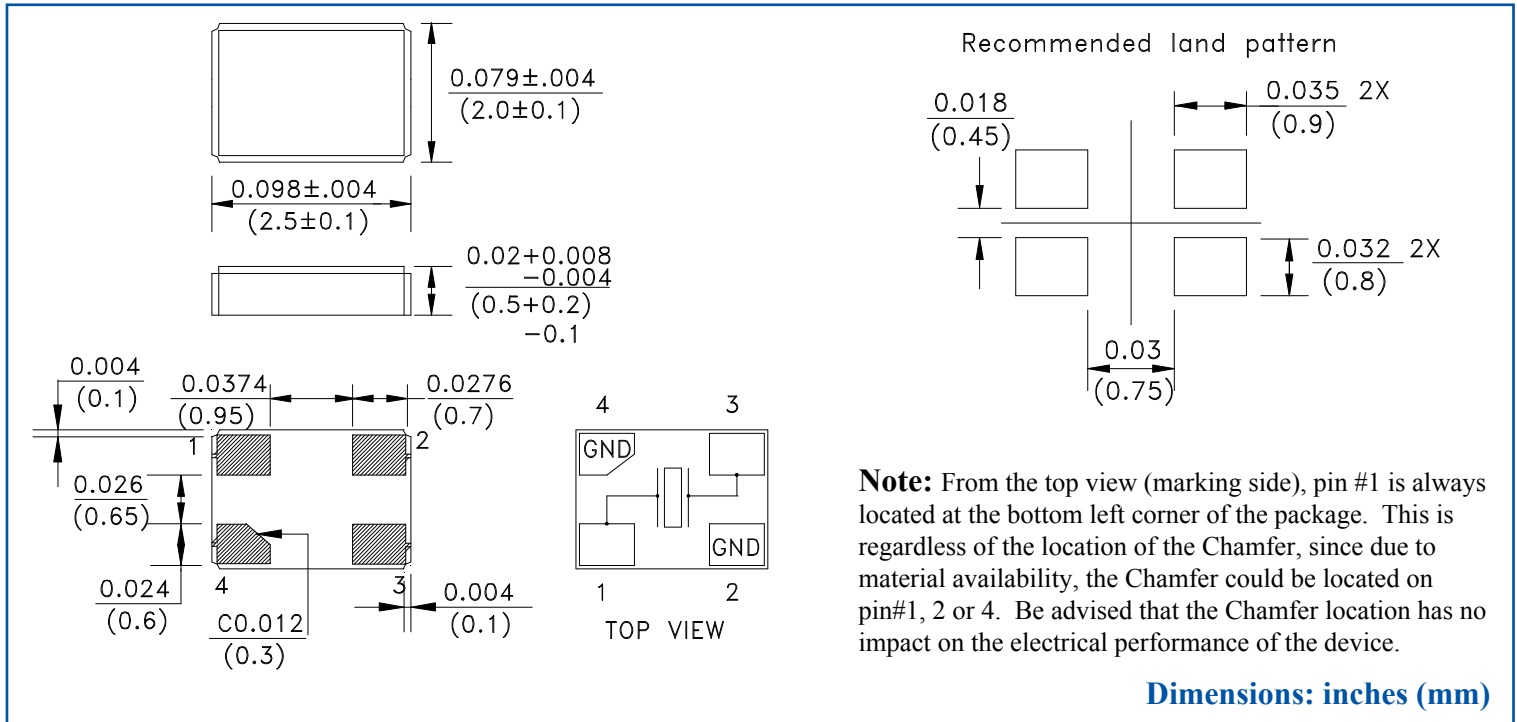 Recommended land pattern
0.079±.004
(2.0±0.1)
0.098±.004
(2.5±0.1)
0.02+0.008
-0.004
(0.5+0.2)
-0.1
0.018
(0.45)
0.035 2X
(0.9)
0.032 2X
(0.8)
0.03
(0.75)
0.004
(0.1)
0.0374
(0.95)
0.0276
(0.7)
1
2
0.026
(0.65)
0.024
(0.6)
4
3
C0.012
(0.3)
0.004
(0.1)
4
3
GND
GND
1
2
TOP VIEW
Note: From the top view (marking side), pin #1 is always
located at the bottom left corner of the package. This is
regardless of the location of the Chamfer, since due to
material availability, the Chamfer could be located on
pin#1, 2 or 4. Be advised that the Chamfer location has no
impact on the electrical performance of the device.
Dimensions: inches (mm)